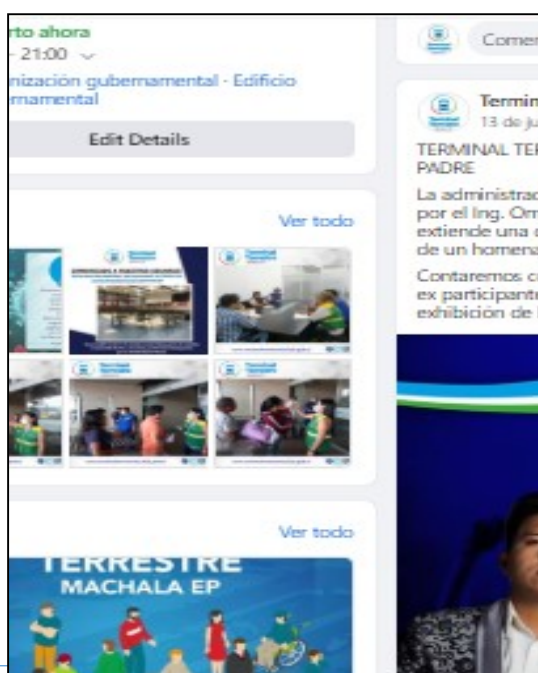 rto ahora
- 21:00
nización gubernamental · Edificio
ernamental
Edit Details
Ver todo
Ver todo
TERRESTRE
MACHALA EP
Comen
Termin
13 de ju
TERMINAL TER
PADRE
La administrac
por el Ing. Om
extiende una c
de un homena
Contaremos c
ex participante
exhibición de